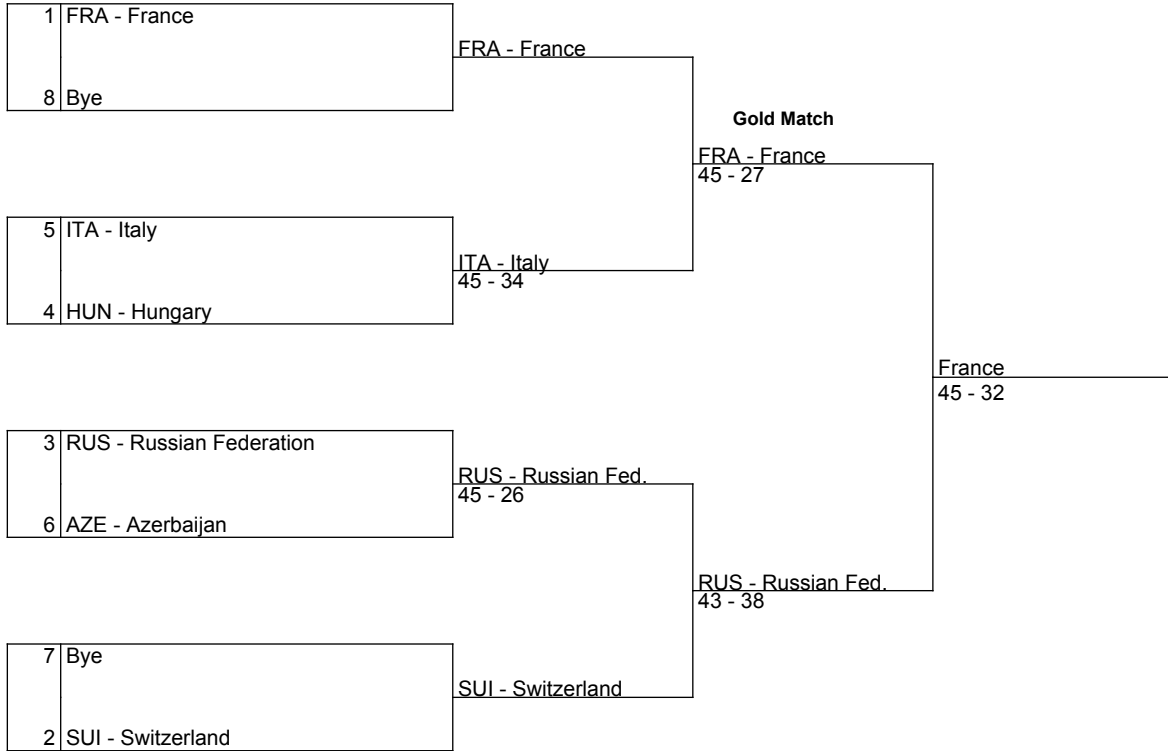 1 FRA - France
FRA - France
8 Bye
Gold Match
FRA - France
45 - 27
5 ITA - Italy
ITA - Italy
45 - 34
4 HUN - Hungary
France
45 - 32
3 RUS - Russian Federation
RUS - Russian Fed.
45 - 26
6 AZE - Azerbaijan
RUS - Russian Fed.
43 - 38
7 Bye
SUI - Switzerland
2 SUI - Switzerland